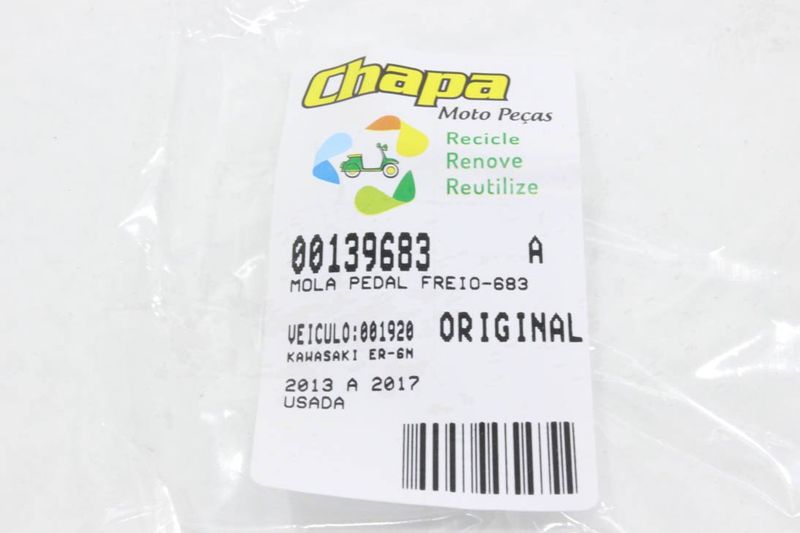 Chapa
Moto Peças
Recicle
Renove
Reutilize
00139683 A
MOLA PEDAL FREIO-683
VEICULO:001920 ORIGINAL
KAWASAKI ER-6N
2013 A 2017
USADA